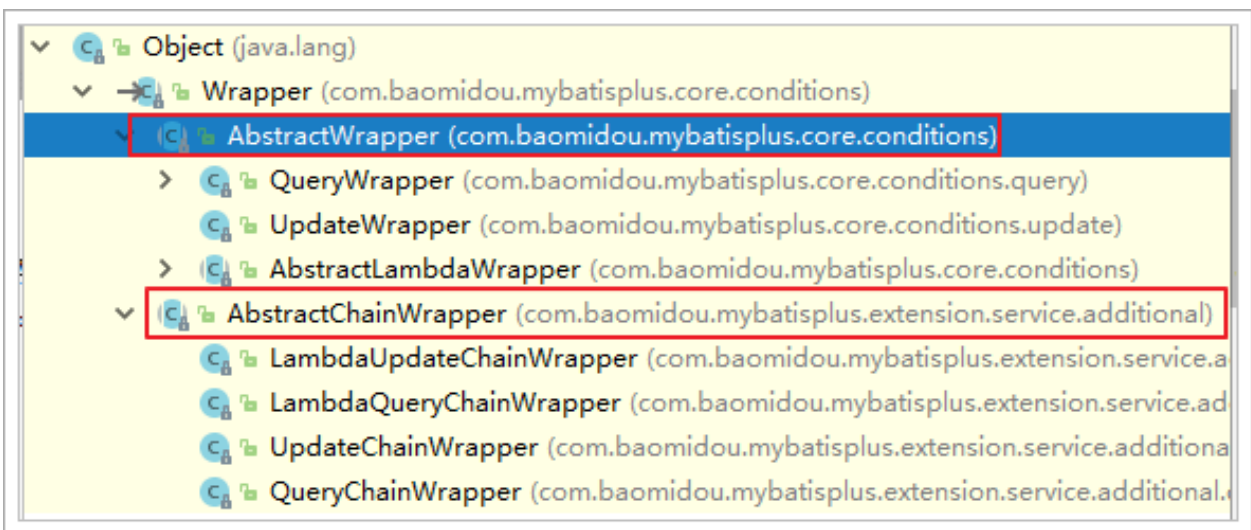 Object (java.lang)
Wrapper (com.baomidou.mybatisplus.core.conditions)
AbstractWrapper (com.baomidou.mybatisplus.core.conditions)
QueryWrapper (com.baomidou.mybatisplus.core.conditions.query)
UpdateWrapper (com.baomidou.mybatisplus.core.conditions.update)
AbstractLambdaWrapper (com.baomidou.mybatisplus.core.conditions)
AbstractChainWrapper (com.baomidou.mybatisplus.extension.service.additional)
LambdaUpdateChainWrapper (com.baomidou.mybatisplus.extension.service.a
LambdaQueryChainWrapper (com.baomidou.mybatisplus.extension.service.ad
UpdateChainWrapper (com.baomidou.mybatisplus.extension.service.additiona
QueryChainWrapper (com.baomidou.mybatisplus.extension.service.additional.